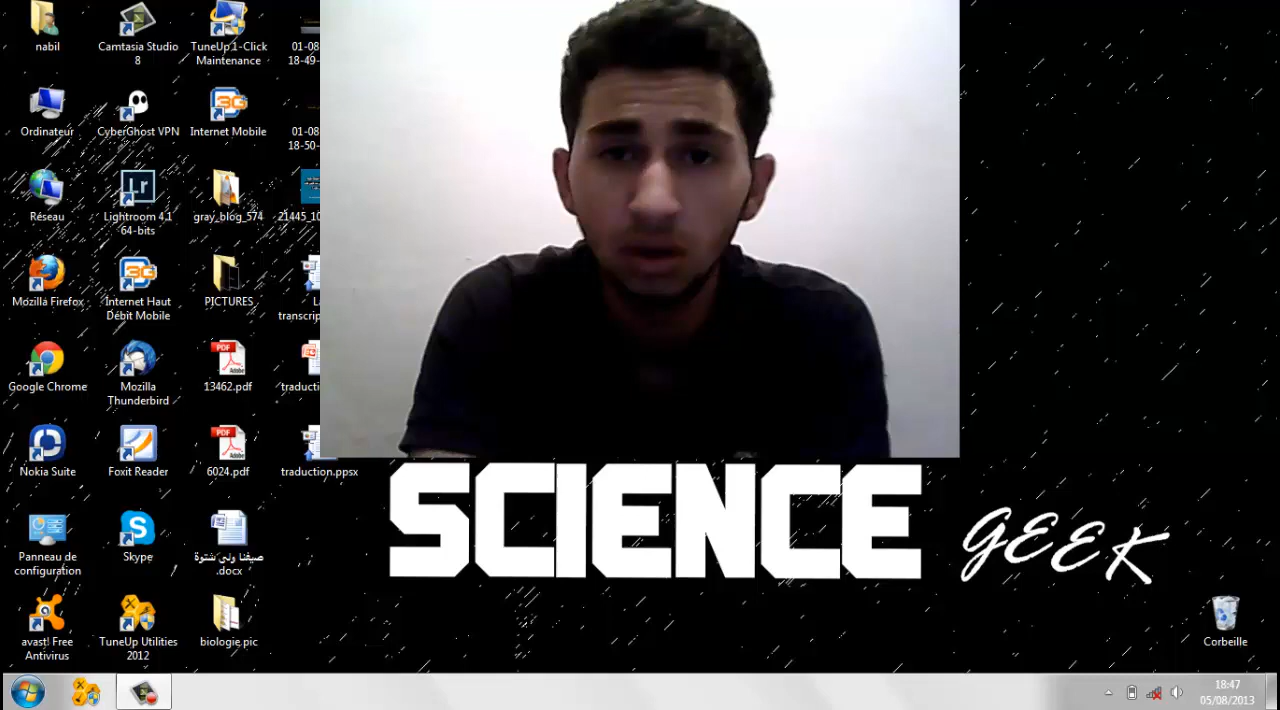 nabil
Camtasia Studio
8
TuneUp 1-Click
Maintenance
01-08
18-49-
Ordinateur
CyberGhost VPN
Internet Mobile
01-08
18-50-
Réseau
Lightroom 4.1
64-bits
gray_blog_574
21445_10
Mozilla Firefox
Internet Haut
Débit Mobile
PICTURES
transcrip
Google Chrome
Mozilla
Thunderbird
13462.pdf
traducti
Nokia Suite
Foxit Reader
6024.pdf
traduction.ppsx
SCIENCE
GEEK
Panneau de
configuration
Skype
صيفنا ولى شتوة
.docx
avast! Free
Antivirus
TuneUp Utilities
2012
biologie.pic
Corbeille
18:47
05/08/2013